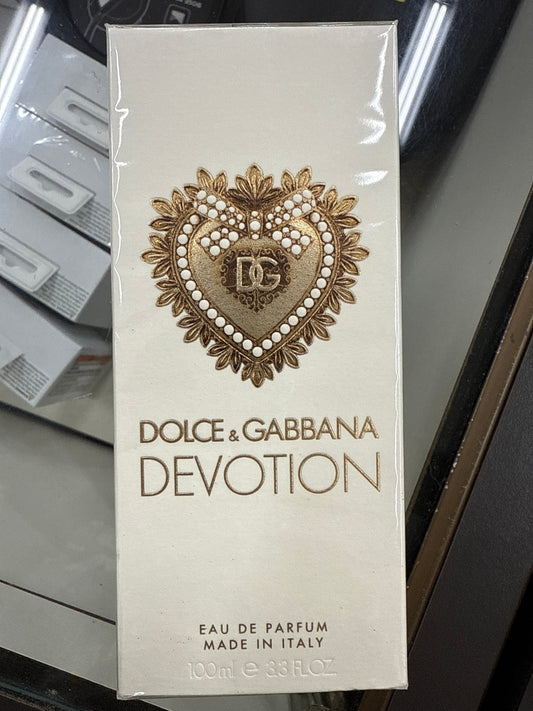 DG
DOLCE & GABBANA
DEVOTION
EAU DE PARFUM
MADE IN ITALY
100ml e 3.3 FL.OZ.